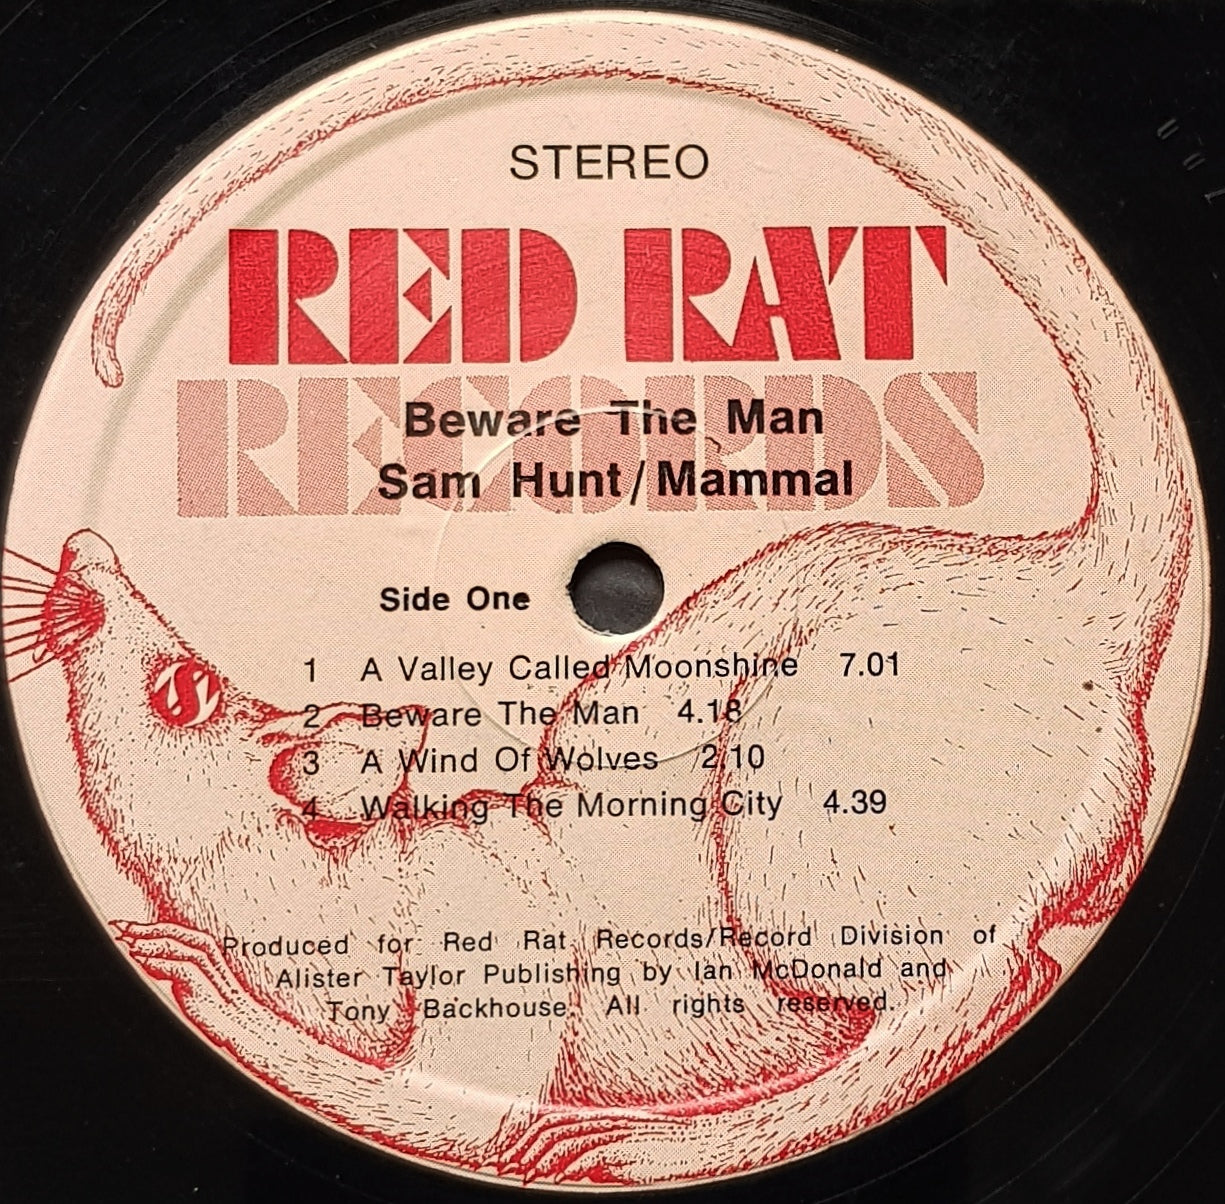 STEREO
RED RAT
RECORDS
Beware The Man
Sam Hunt/Mammal
Side One
1 A Valley Called Moonshine 7.01
2 Beware The Man 4.18
3 A Wind Of Wolves 2.10
4 Walking The Morning City 4.39
Produced for Red Rat Records/Record Division of
Alister Taylor Publishing by Ian McDonald and
Tony Backhouse. All rights reserved.